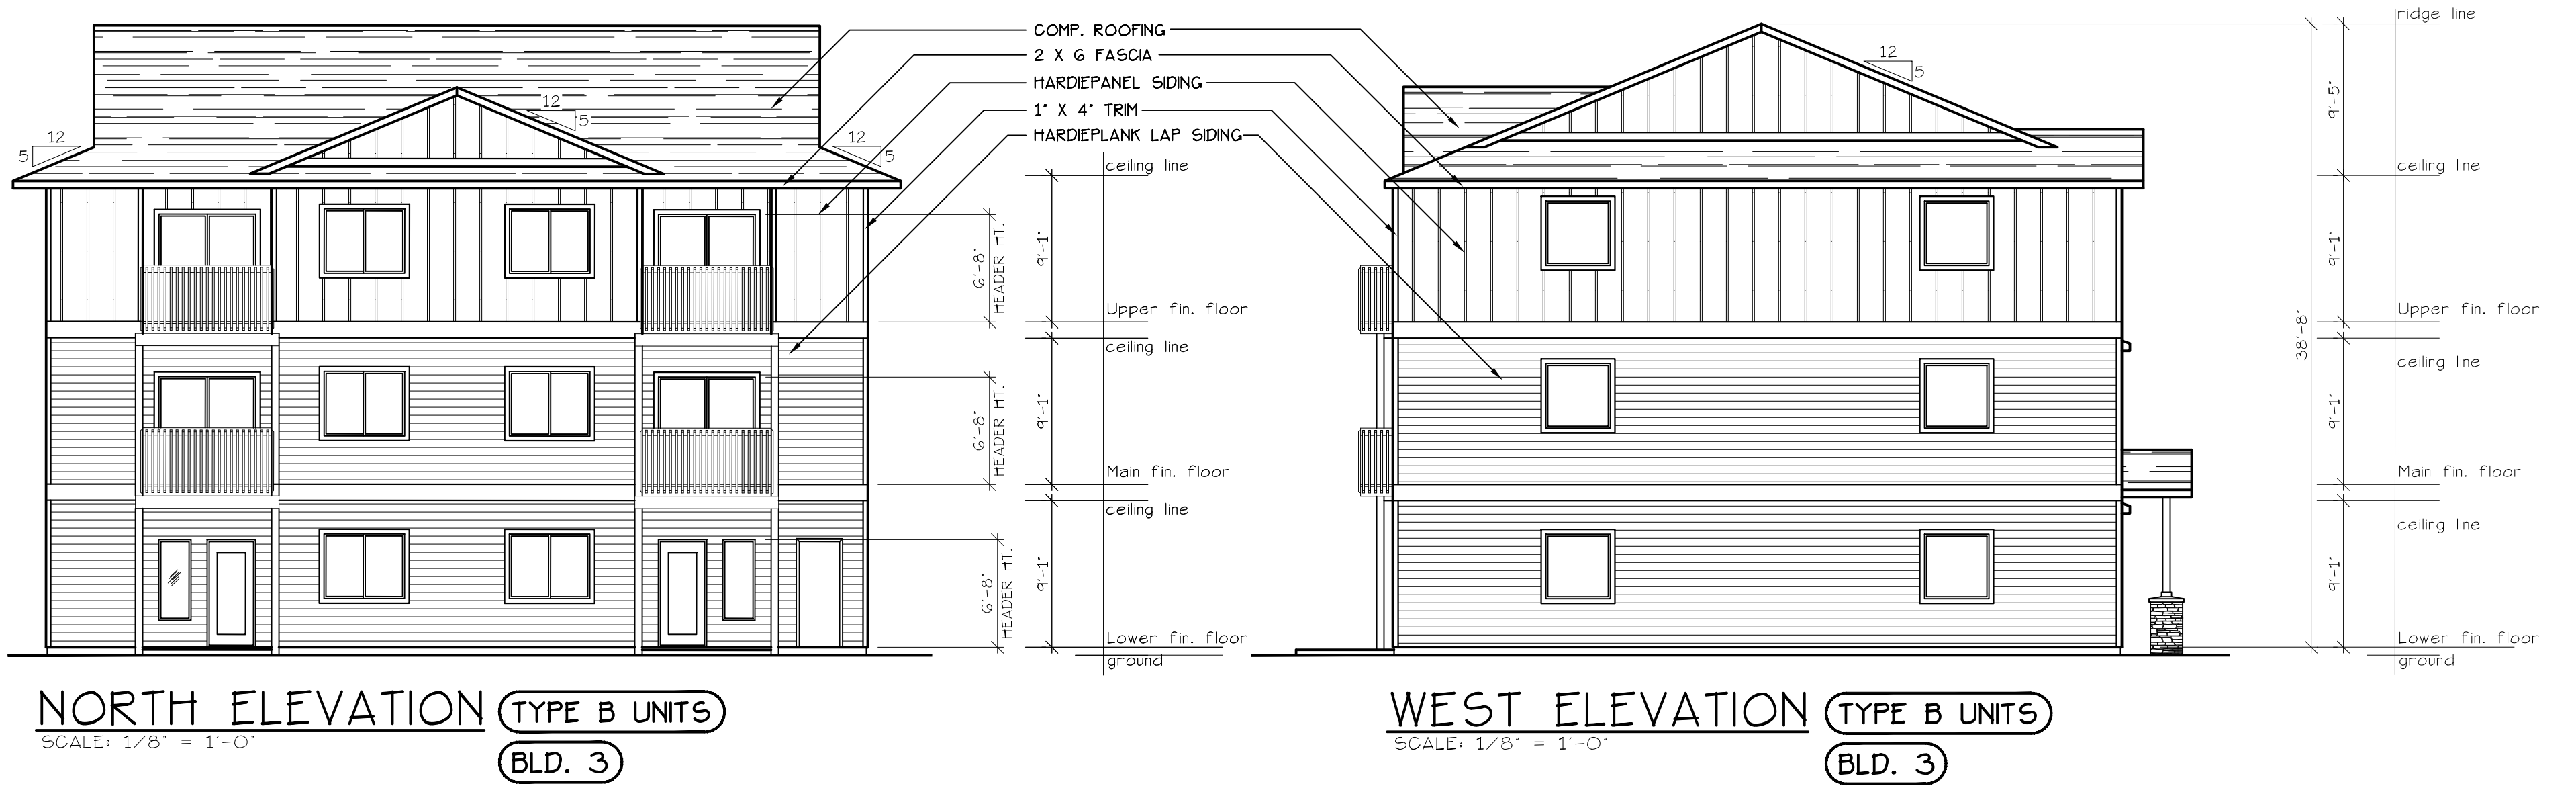 COMP. ROOFING
2 X 6 FASCIA
HARDIEPANEL SIDING
1" X 4" TRIM
HARDIEPLANK LAP SIDING
12
5
12
5
12
5
ceiling line
9'-1"
6'-8"
HEADER HT.
Upper fin. floor
ceiling line
9'-1"
6'-8"
HEADER HT.
Main fin. floor
ceiling line
9'-1"
6'-8"
HEADER HT.
Lower fin. floor
ground
NORTH ELEVATION
TYPE B UNITS
SCALE: 1/8" = 1'-0"
BLD. 3
12
5
ridge line
9'-5"
ceiling line
9'-1"
Upper fin. floor
38'-8"
ceiling line
9'-1"
Main fin. floor
ceiling line
9'-1"
Lower fin. floor
ground
WEST ELEVATION
TYPE B UNITS
SCALE: 1/8" = 1'-0"
BLD. 3